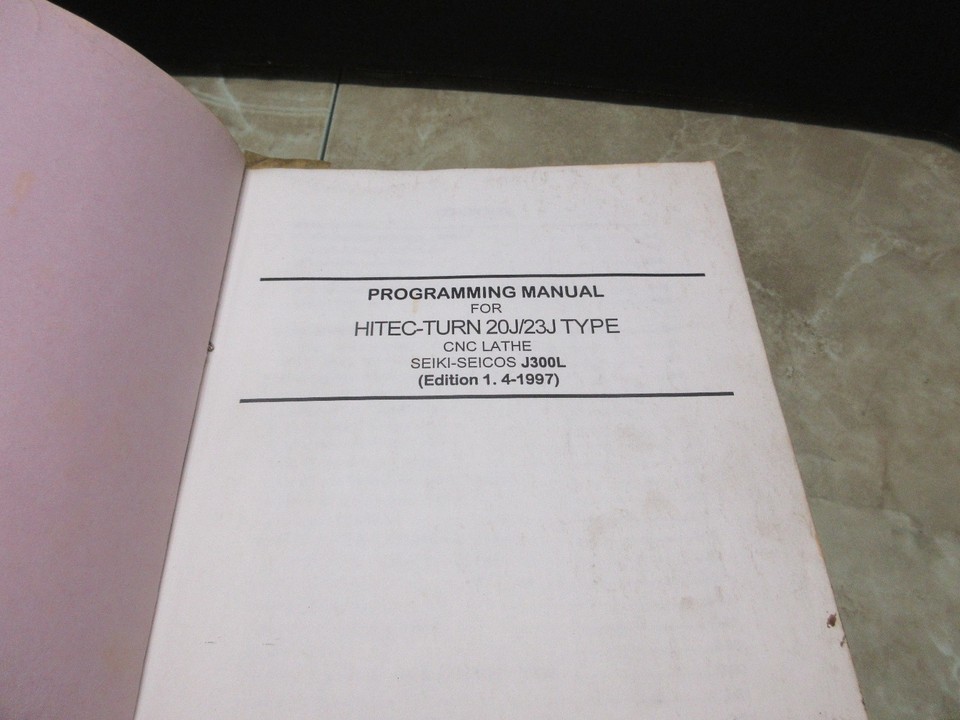 PROGRAMMING MANUAL
FOR
HITEC-TURN 20J/23J TYPE
CNC LATHE
SEIKI-SEICOS J300L
(Edition 1. 4-1997)